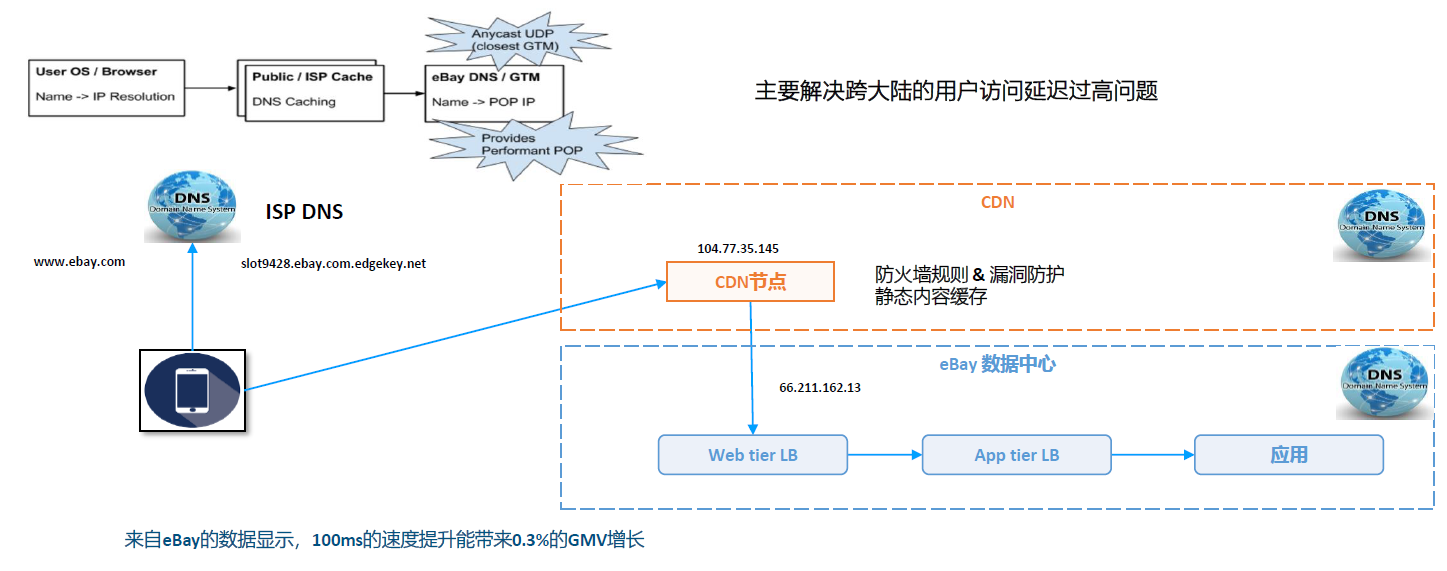 Anycast UDP
(closest GTM)
User OS / Browser
Name -> IP Resolution
Public / ISP Cache
DNS Caching
eBay DNS / GTM
Name -> POP IP
Provides
Performant POP
主要解决跨大陆的用户访问延迟过高问题
DNS
Domain Name System
ISP DNS
www.ebay.com
slot9428.ebay.com.edgekey.net
CDN
DNS
Domain Name System
104.77.35.145
CDN节点
防火墙规则 & 漏洞防护
静态内容缓存
eBay 数据中心
DNS
Domain Name System
66.211.162.13
Web tier LB
App tier LB
应用
来自eBay的数据显示，100ms的速度提升能带来0.3%的GMV增长